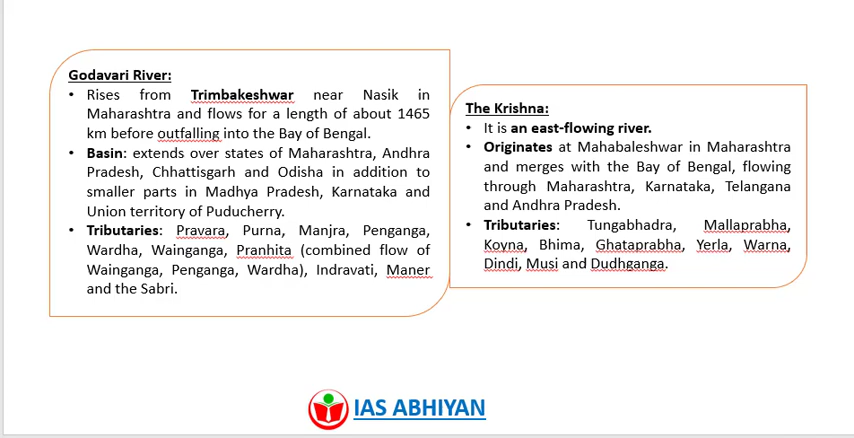 Godavari River:
• Rises from Trimbakeshwar near Nasik in
Maharashtra and flows for a length of about 1465
km before outfalling into the Bay of Bengal.
• Basin: extends over states of Maharashtra, Andhra
Pradesh, Chhattisgarh and Odisha in addition to
smaller parts in Madhya Pradesh, Karnataka and
Union territory of Puducherry.
• Tributaries: Pravara, Purna, Manjra, Penganga,
Wardha, Wainganga, Pranhita (combined flow of
Wainganga, Penganga, Wardha), Indravati, Maner
and the Sabri.
The Krishna:
• It is an east-flowing river.
• Originates at Mahabaleshwar in Maharashtra
and merges with the Bay of Bengal, flowing
through Maharashtra, Karnataka, Telangana
and Andhra Pradesh.
• Tributaries: Tungabhadra, Mallaprabha,
Koyna, Bhima, Ghataprabha, Yerla, Warna,
Dindi, Musi and Dudhganga.
IAS ABHIYAN